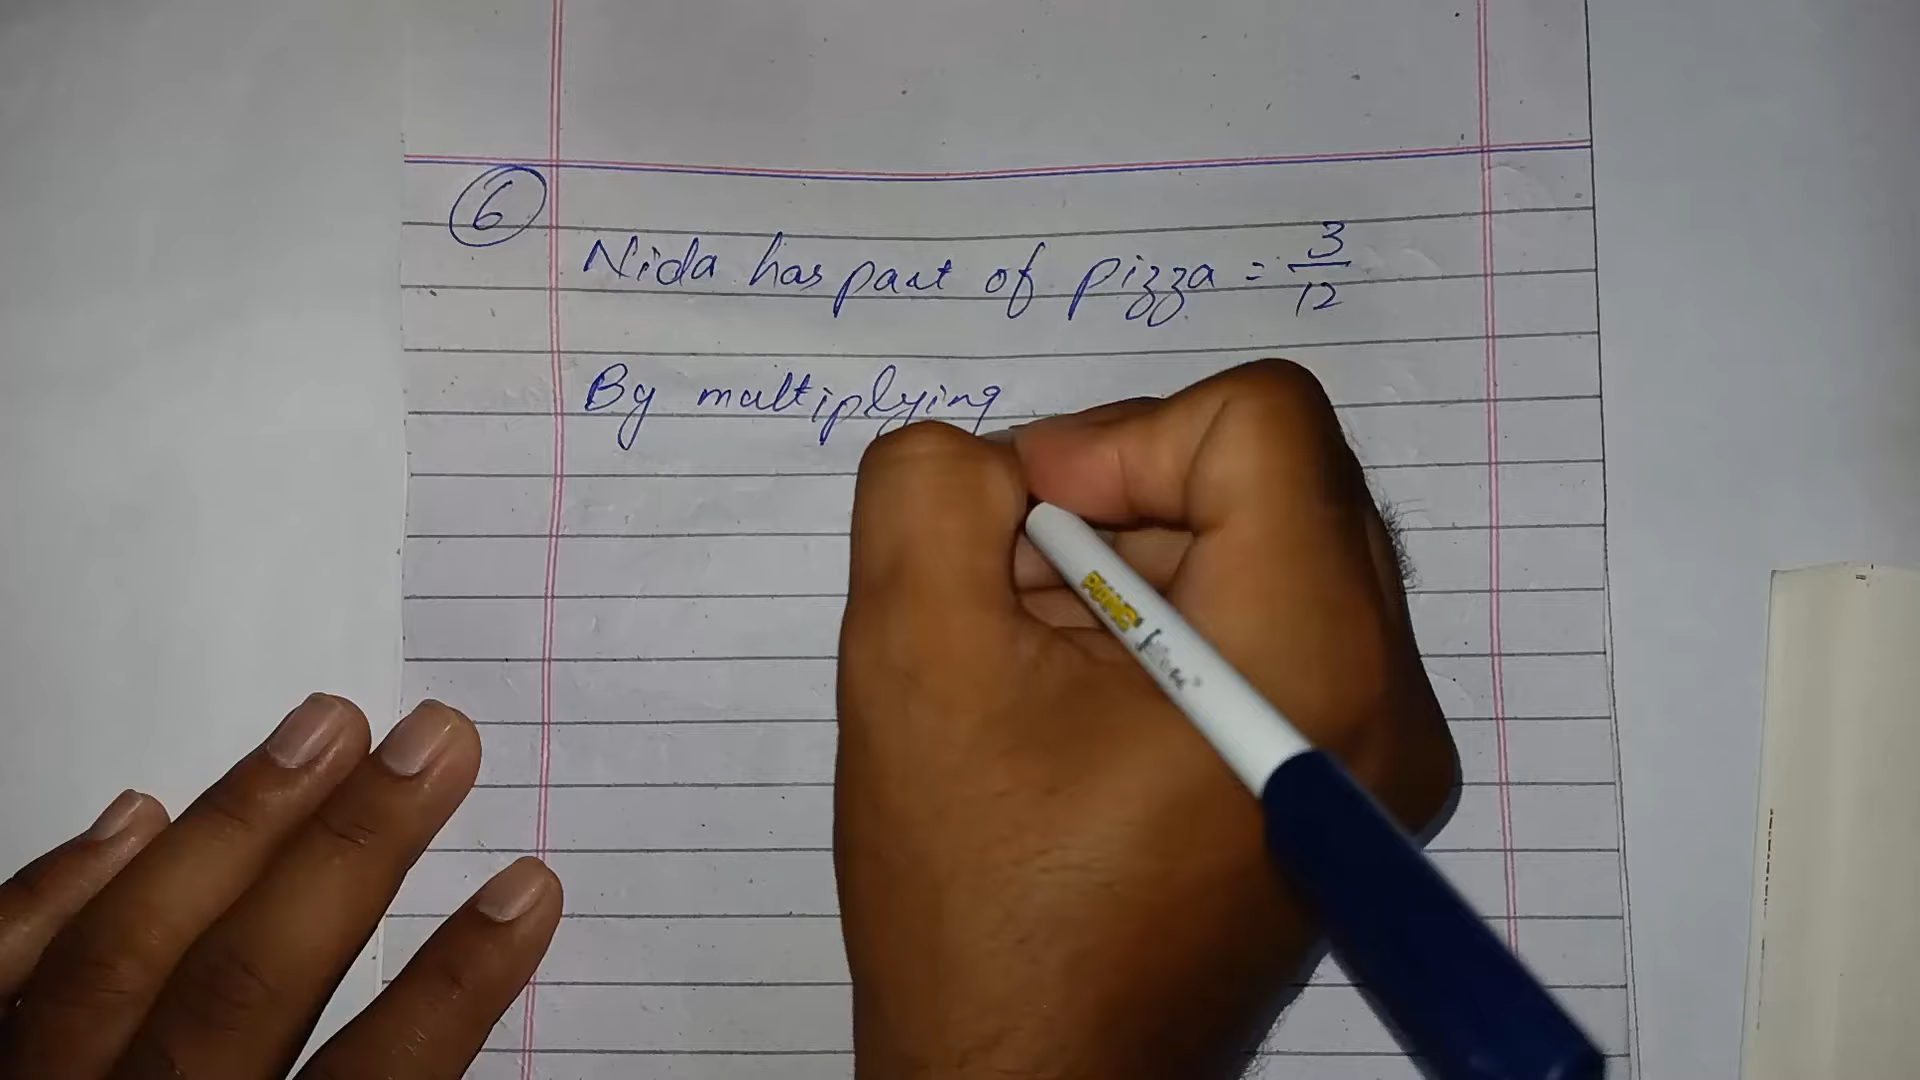 6
Nida has part of pizza = 3/12
By multiplying